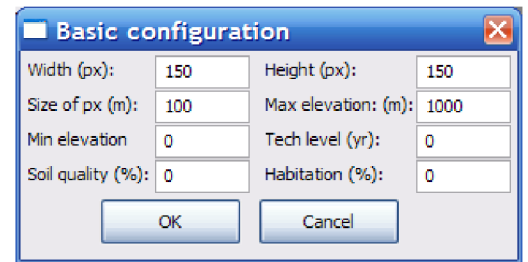 Basic configuration
Width (px): 150 Height (px): 150
Size of px (m): 100 Max elevation: (m): 1000
Min elevation 0 Tech level (yr): 0
Soil quality (%): 0 Habitation (%): 0
OK Cancel